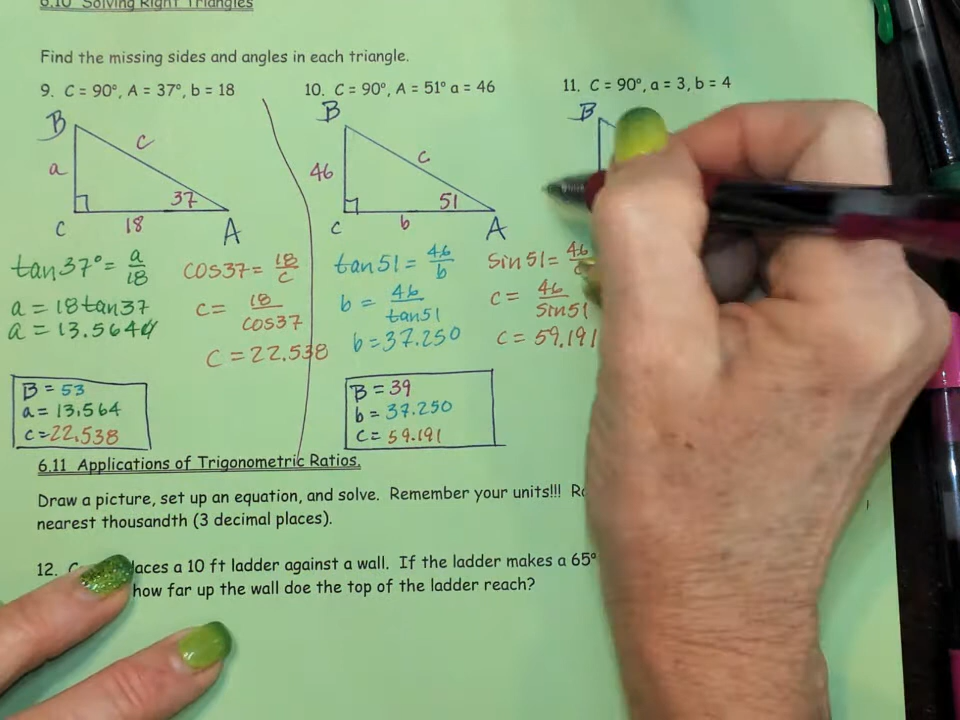 6.10 Solving Right Triangles
Find the missing sides and angles in each triangle.
9. C = 90°, A = 37°, b = 18
B
c
a
37
C
18
A
tan37° = a/18
a = 18tan37
a = 13.564
cos37 = 18/c
c = 18/cos37
c = 22.538
B = 53
a = 13.564
c = 22.538
10. C = 90°, A = 51° a = 46
B
46
c
51
C
b
A
tan51 = 46/b
b = 46/tan51
b = 37.250
sin51 = 46/c
c = 46/sin51
c = 59.191
B = 39
b = 37.250
c = 59.191
11. C = 90°, a = 3, b = 4
B
6.11 Applications of Trigonometric Ratios.
Draw a picture, set up an equation, and solve. Remember your units!!!
nearest thousandth (3 decimal places).
12. places a 10 ft ladder against a wall. If the ladder makes a 65°
how far up the wall doe the top of the ladder reach?